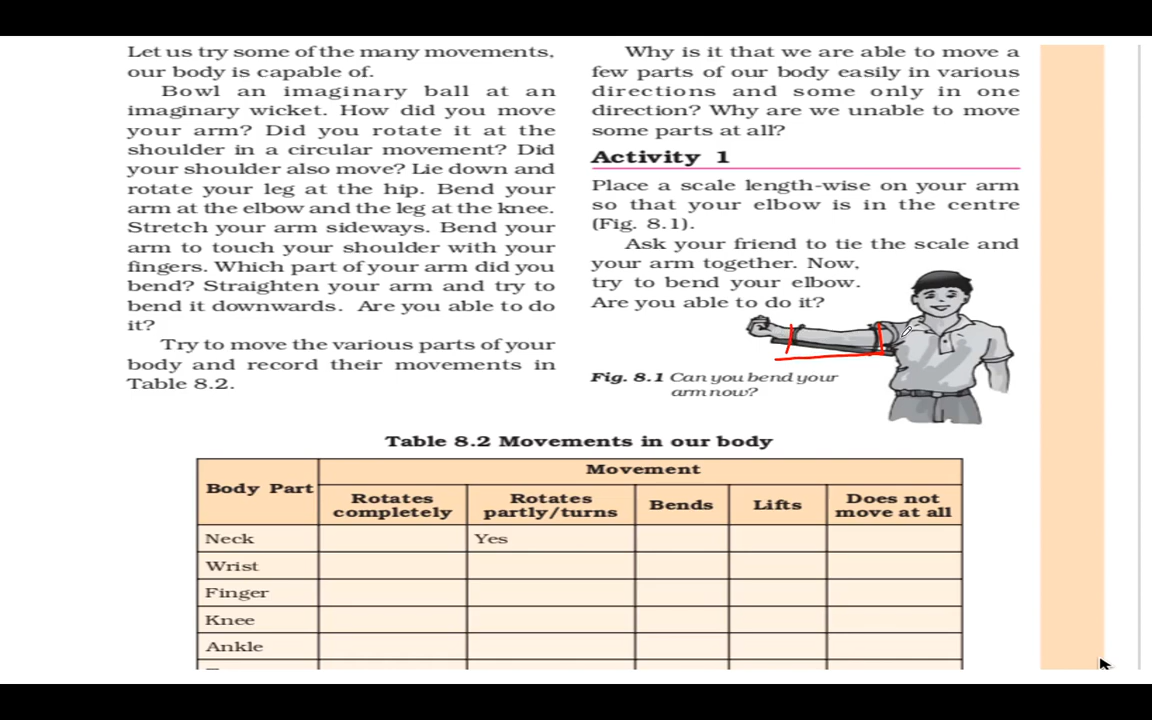 Let us try some of the many movements,
our body is capable of.
Bowl an imaginary ball at an
imaginary wicket. How did you move
your arm? Did you rotate it at the
shoulder in a circular movement? Did
your shoulder also move? Lie down and
rotate your leg at the hip. Bend your
arm at the elbow and the leg at the knee.
Stretch your arm sideways. Bend your
arm to touch your shoulder with your
fingers. Which part of your arm did you
bend? Straighten your arm and try to
bend it downwards. Are you able to do
it?
Try to move the various parts of your
body and record their movements in
Table 8.2.
Why is it that we are able to move a
few parts of our body easily in various
directions and some only in one
direction? Why are we unable to move
some parts at all?
Activity 1
Place a scale length-wise on your arm
so that your elbow is in the centre
(Fig. 8.1).
Ask your friend to tie the scale and
your arm together. Now,
try to bend your elbow.
Are you able to do it?
Fig. 8.1 Can you bend your
arm now?
Table 8.2 Movements in our body
Body Part
Movement
Rotates completely
Rotates partly/turns
Bends
Lifts
Does not move at all
Neck Yes
Wrist
Finger
Knee
Ankle